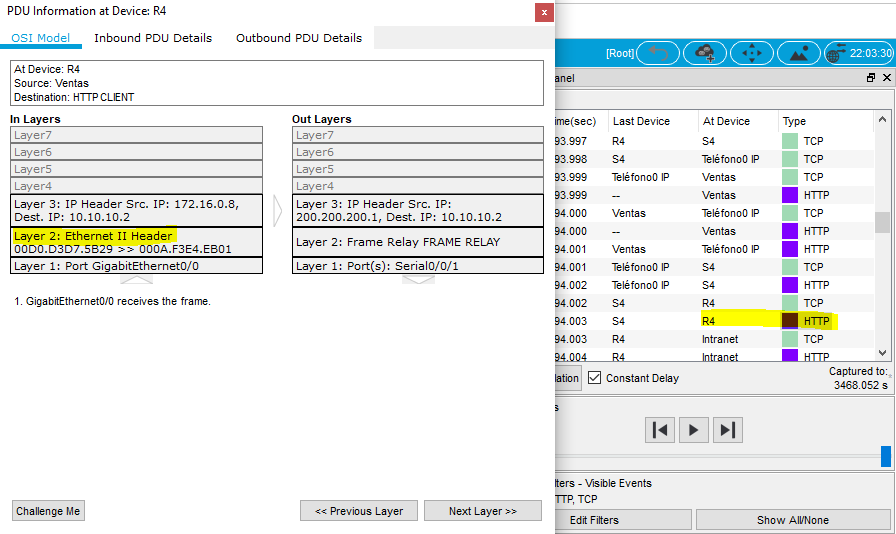 PDU Information at Device: R4
OSI Model
Inbound PDU Details
Outbound PDU Details
At Device: R4
Source: Ventas
Destination: HTTP CLIENT
In Layers
Layer7
Layer6
Layer5
Layer4
Layer 3: IP Header Src. IP: 172.16.0.8,
Dest. IP: 10.10.10.2
Layer 2: Ethernet II Header
00D0.D3D7.5B29 >> 000A.F3E4.EB01
Layer 1: Port GigabitEthernet0/0
Out Layers
Layer7
Layer6
Layer5
Layer4
Layer 3: IP Header Src. IP:
200.200.200.1, Dest. IP: 10.10.10.2
Layer 2: Frame Relay FRAME RELAY
Layer 1: Port(s): Serial0/0/1
1. GigabitEthernet0/0 receives the frame.
Challenge Me
<< Previous Layer
Next Layer >>
[Root]
22:03:30
anel
ime(sec) Last Device At Device Type
93.997 R4 S4 TCP
93.998 S4 Teléfono0 IP TCP
93.999 Teléfono0 IP Ventas TCP
93.999 -- Ventas HTTP
94.000 Ventas Teléfono0 IP TCP
94.000 -- Ventas HTTP
94.001 Ventas Teléfono0 IP HTTP
94.001 Teléfono0 IP S4 TCP
94.002 Teléfono0 IP S4 HTTP
94.002 S4 R4 TCP
94.003 S4 R4 HTTP
94.003 R4 Intranet TCP
94.004 R4 Intranet HTTP
lation
Constant Delay
Captured to:
3468.052 s
s
lters - Visible Events
TTP, TCP
Edit Filters
Show All/None